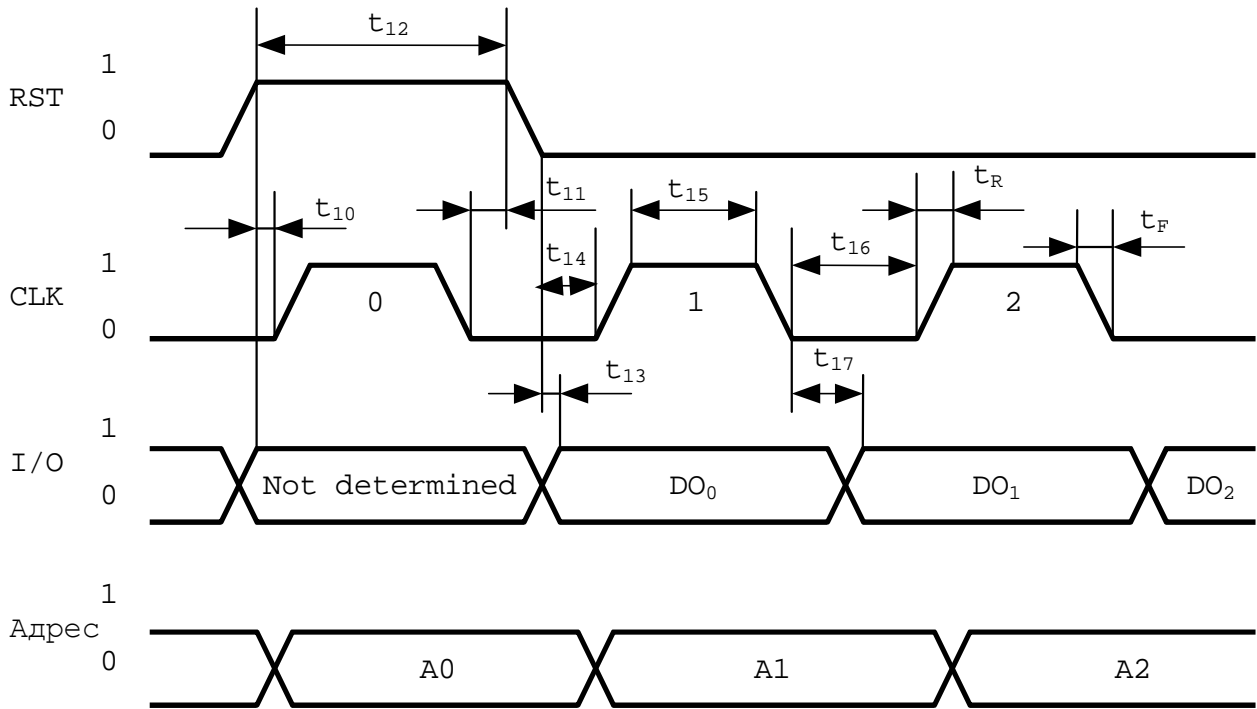 t12
1
RST
0
t11
t15
tR
t10
t14
t16
tF
1
CLK
0
0
1
2
t13
t17
1
I/O
0
Not determined
DO0
DO1
DO2
1
Адрес
0
A0
A1
A2